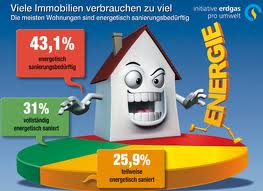 Viele Immobilien verbrauchen zu viel
Die meisten Wohnungen sind energetisch sanierungsbedürftig
initiative erdgas
pro umwelt
43,1%
energetisch
sanierungsbedürftig
ENERGIE
31%
vollständig
energetisch saniert
25,9%
teilweise
energetisch saniert